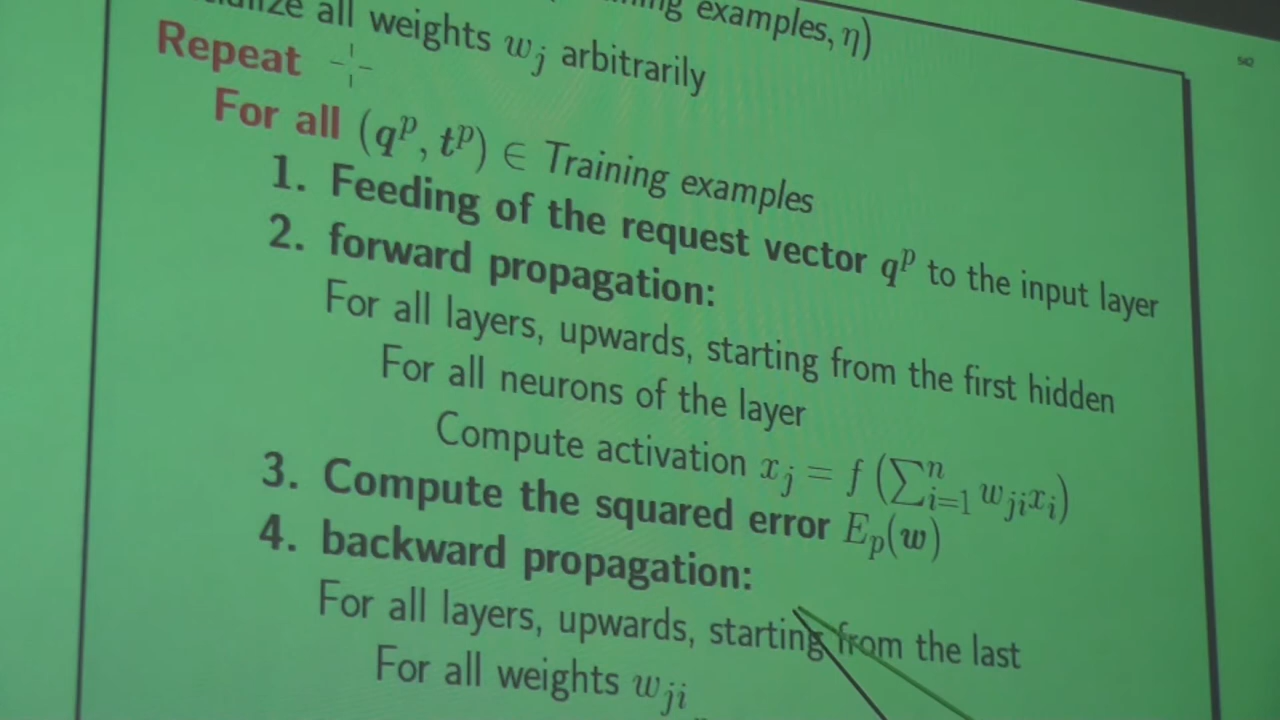 examples, η)
all weights w_j arbitrarily
542
Repeat
For all (q^p, t^p) ∈ Training examples
1. Feeding of the request vector q^p to the input layer
2. forward propagation:
For all layers, upwards, starting from the first hidden
For all neurons of the layer
Compute activation x_j = f (∑_{i=1}^n w_{ji}x_i)
3. Compute the squared error E_p(w)
4. backward propagation:
For all layers, upwards, starting from the last
For all weights w_{ji}